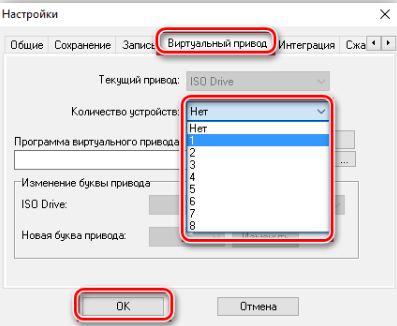 Настройки
Общие Сохранение Запись Виртуальный привод Интеграция Сжа
Текущий привод: ISO Drive
Количество устройств: Нет
Нет
1
Программа виртуального привода
2
3
...
4
Изменение буквы привода
5
ISO Drive:
6
7
Новая буква привода:
8
OK Отмена